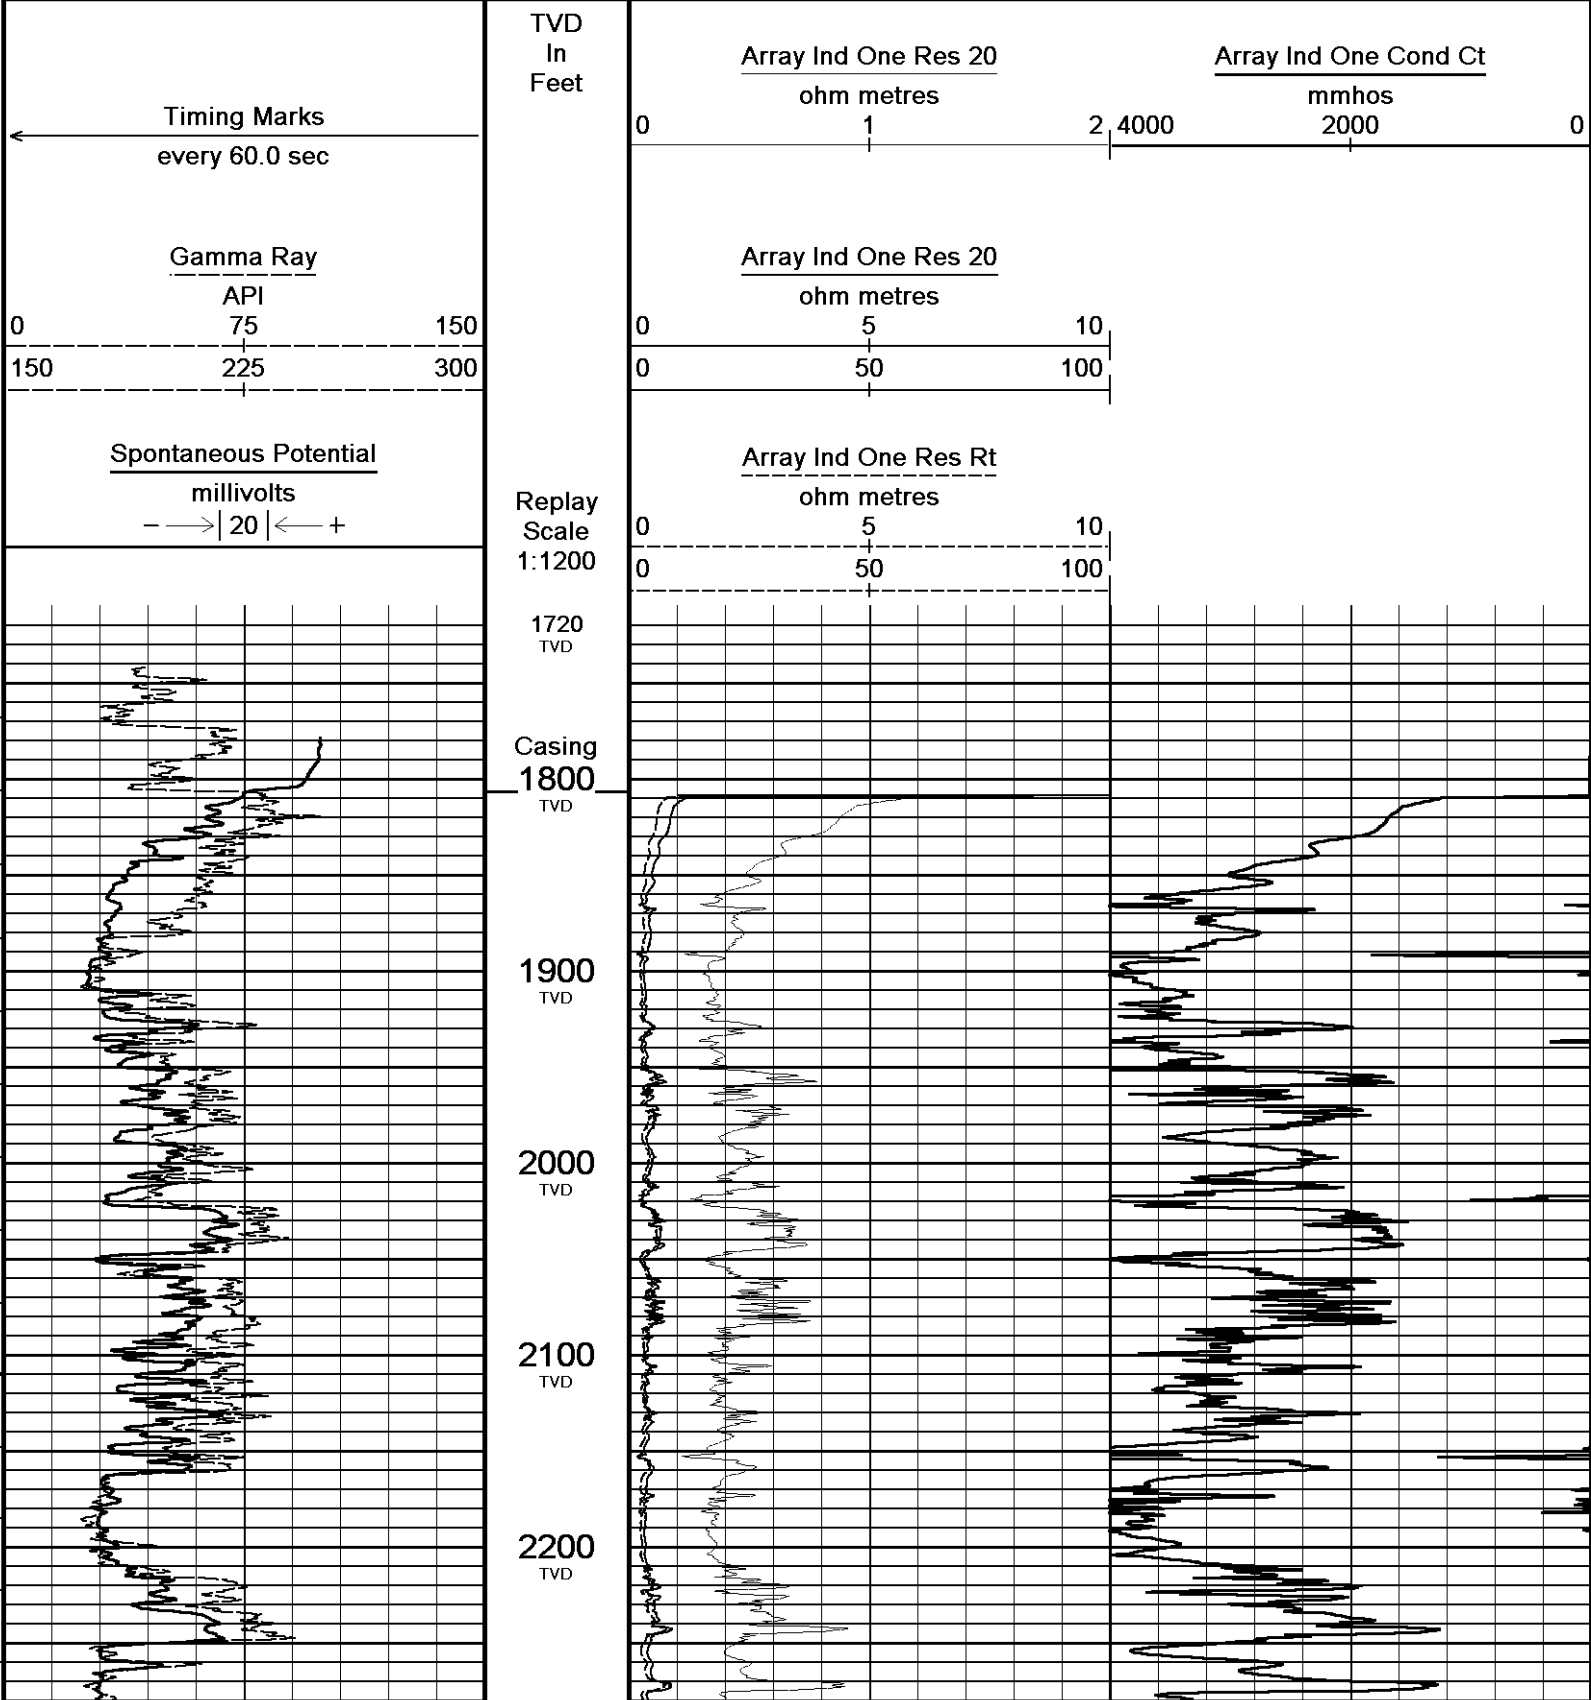 Timing Marks
every 60.0 sec
Gamma Ray
API
0 75 150
150 225 300
Spontaneous Potential
millivolts
− 20 +
TVD
In
Feet
Replay
Scale
1:1200
Array Ind One Res 20
ohm metres
0 1 2
Array Ind One Res 20
ohm metres
0 5 10
0 50 100
Array Ind One Res Rt
ohm metres
0 5 10
0 50 100
Array Ind One Cond Ct
mmhos
4000 2000 0
1720
TVD
Casing
1800
TVD
1900
TVD
2000
TVD
2100
TVD
2200
TVD